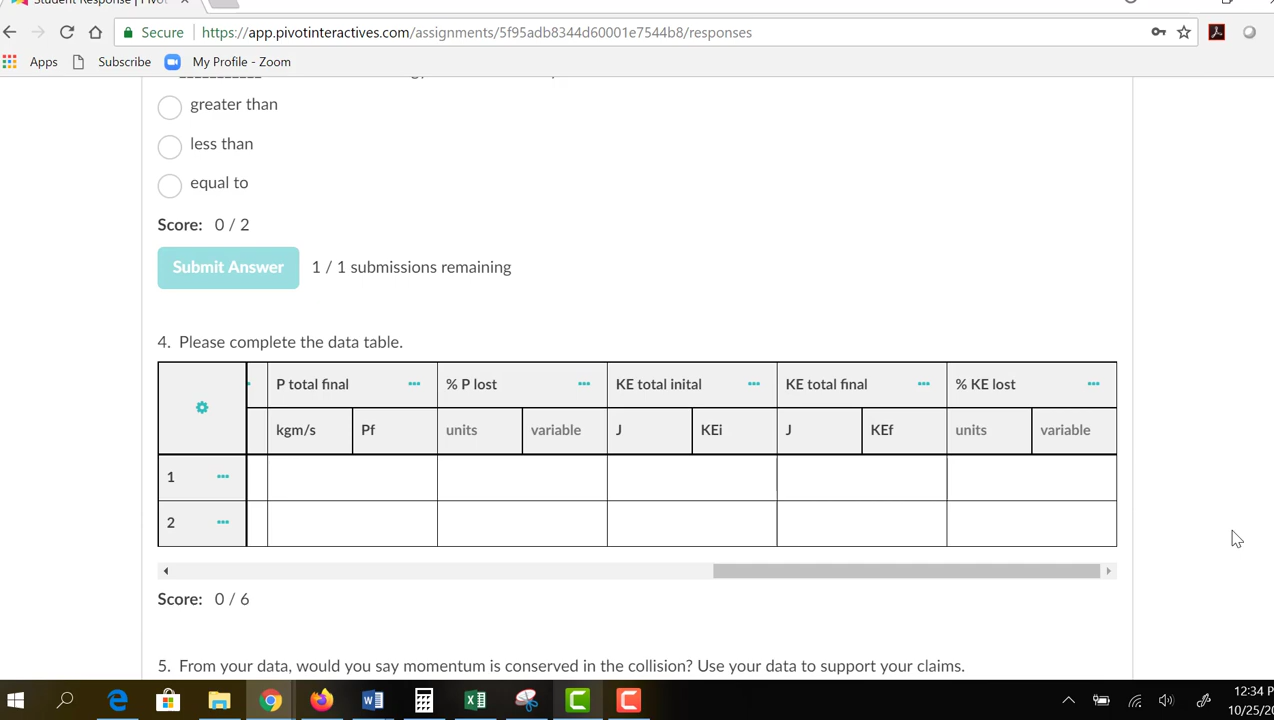 Student Response | Pivot
Secure https://app.pivotinteractives.com/assignments/5f95adb8344d60001e7544b8/responses
Apps Subscribe My Profile - Zoom
greater than
less than
equal to
Score: 0 / 2
Submit Answer 1 / 1 submissions remaining
4. Please complete the data table.
P total final % P lost KE total inital KE total final % KE lost
kgm/s Pf units variable J KEi J KEf units variable
1
2
Score: 0 / 6
5. From your data, would you say momentum is conserved in the collision? Use your data to support your claims.
12:34 P
10/25/20